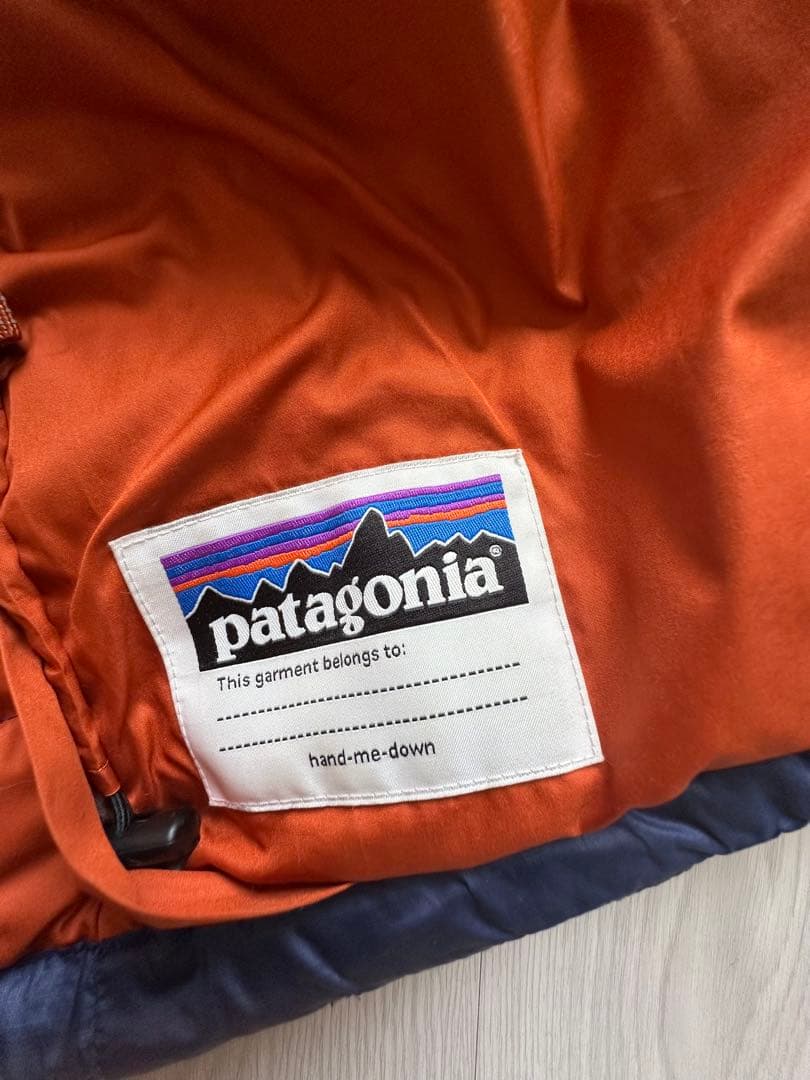 patagonia®
This garment belongs to:
hand-me-down